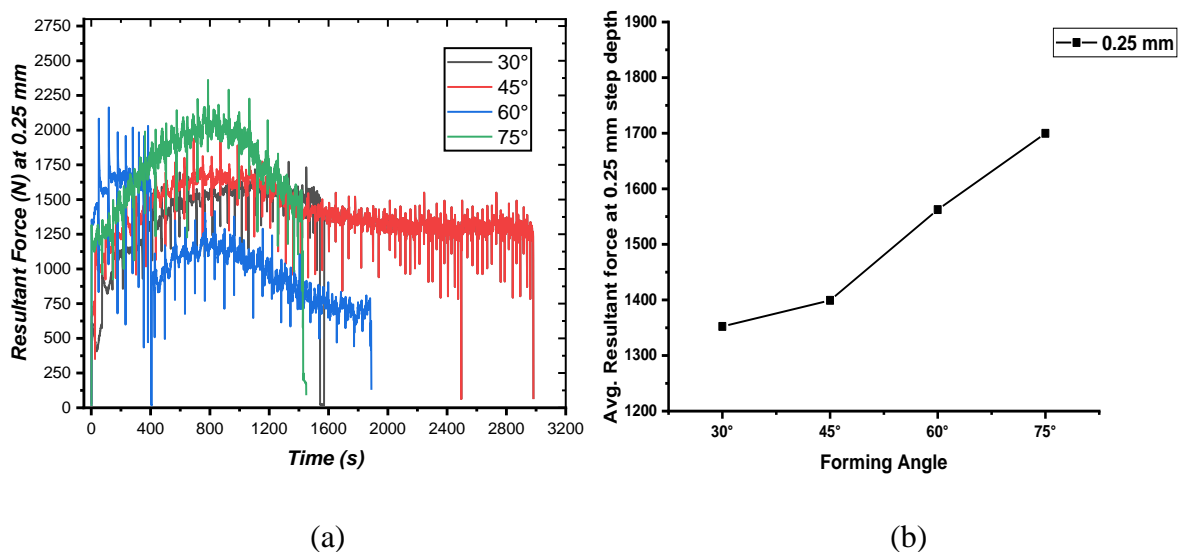 2750
2500
2250
2000
1750
1500
1250
1000
750
500
250
0
Resultant Force (N) at 0.25 mm
30°
45°
60°
75°
0 400 800 1200 1600 2000 2400 2800 3200
Time (s)
(a)
1900
1800
1700
1600
1500
1400
1300
1200
Avg. Resultant force at 0.25 mm step depth
0.25 mm
30° 45° 60° 75°
Forming Angle
(b)